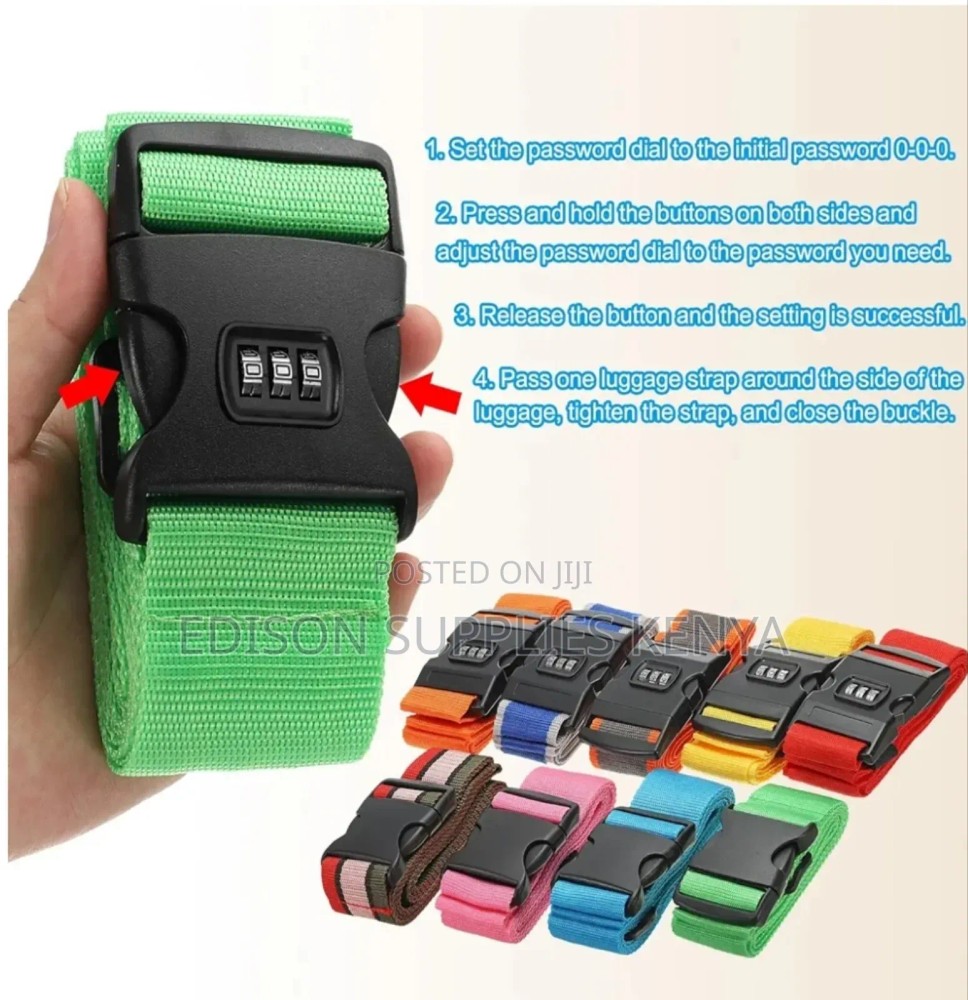 1. Set the password dial to the initial password 0-0-0.
2. Press and hold the buttons on both sides and
adjust the password dial to the password you need.
3. Release the button and the setting is successful.
4. Pass one luggage strap around the side of the
luggage, tighten the strap, and close the buckle.
0 0 0
POSTED ON JIJI
EDISON SUPPLIES KENYA